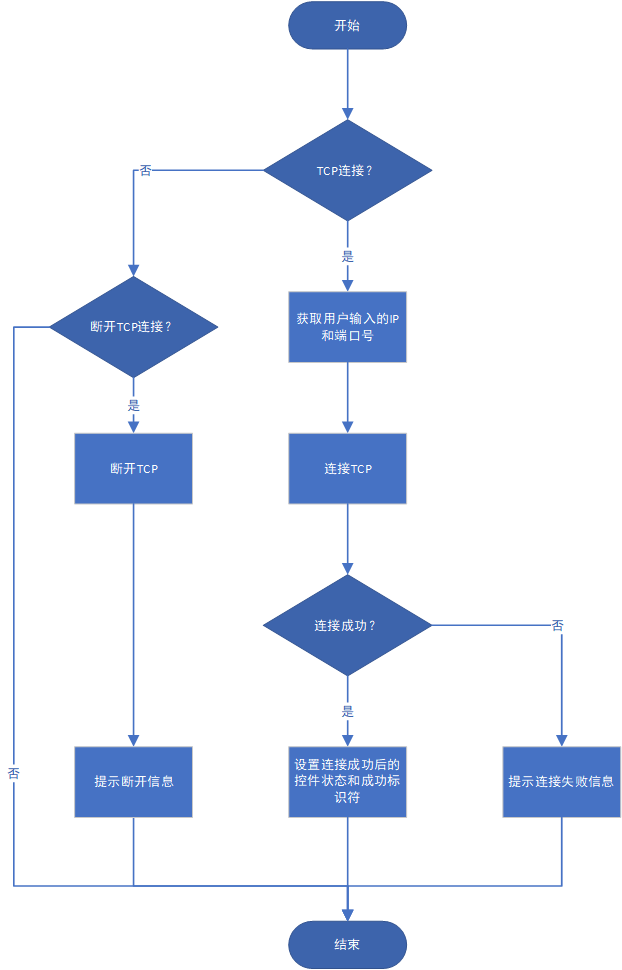 开始
TCP连接？
否
是
断开TCP连接？
获取用户输入的IP
和端口号
是
断开TCP
连接TCP
连接成功？
否
是
否
提示断开信息
设置连接成功后的
控件状态和成功标
识符
提示连接失败信息
结束